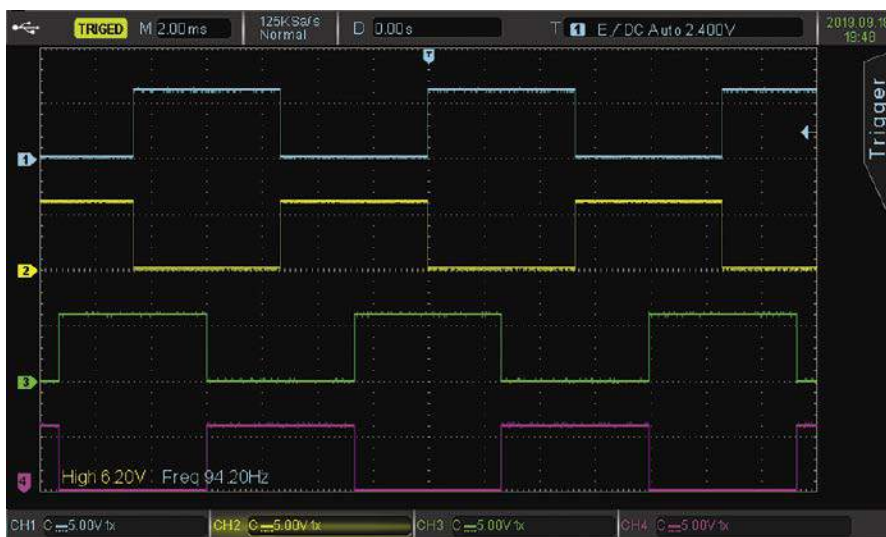 TRIGED M 2.00ms 125KSa/s Normal D 0.00s T 1 E/DC Auto 2.400V 2019.09.18 19:48
T
Trigger
1
2
3
4
High 6.20V Freq 94.20Hz
CH1 C 5.00V 1x CH2 C 5.00V 1x CH3 C 5.00V 1x CH4 C 5.00V 1x